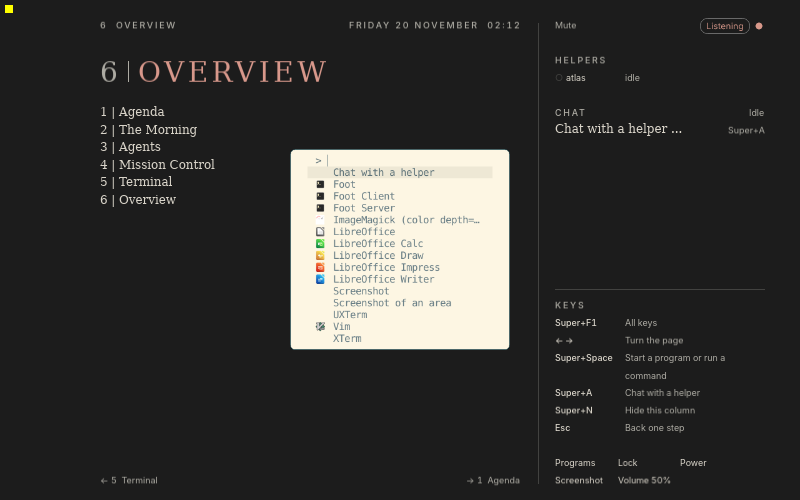 6 OVERVIEW
FRIDAY 20 NOVEMBER 02:12
6 | OVERVIEW
1 | Agenda
2 | The Morning
3 | Agents
4 | Mission Control
5 | Terminal
6 | Overview
>
Chat with a helper
Foot
Foot Client
Foot Server
ImageMagick (color depth=…
LibreOffice
LibreOffice Calc
LibreOffice Draw
LibreOffice Impress
LibreOffice Writer
Screenshot
Screenshot of an area
UXTerm
Vim
XTerm
← 5 Terminal
→ 1 Agenda
Mute
Listening
HELPERS
atlas idle
CHAT Idle
Chat with a helper ... Super+A
KEYS
Super+F1 All keys
← → Turn the page
Super+Space Start a program or run a
command
Super+A Chat with a helper
Super+N Hide this column
Esc Back one step
Programs Lock Power
Screenshot Volume 50%